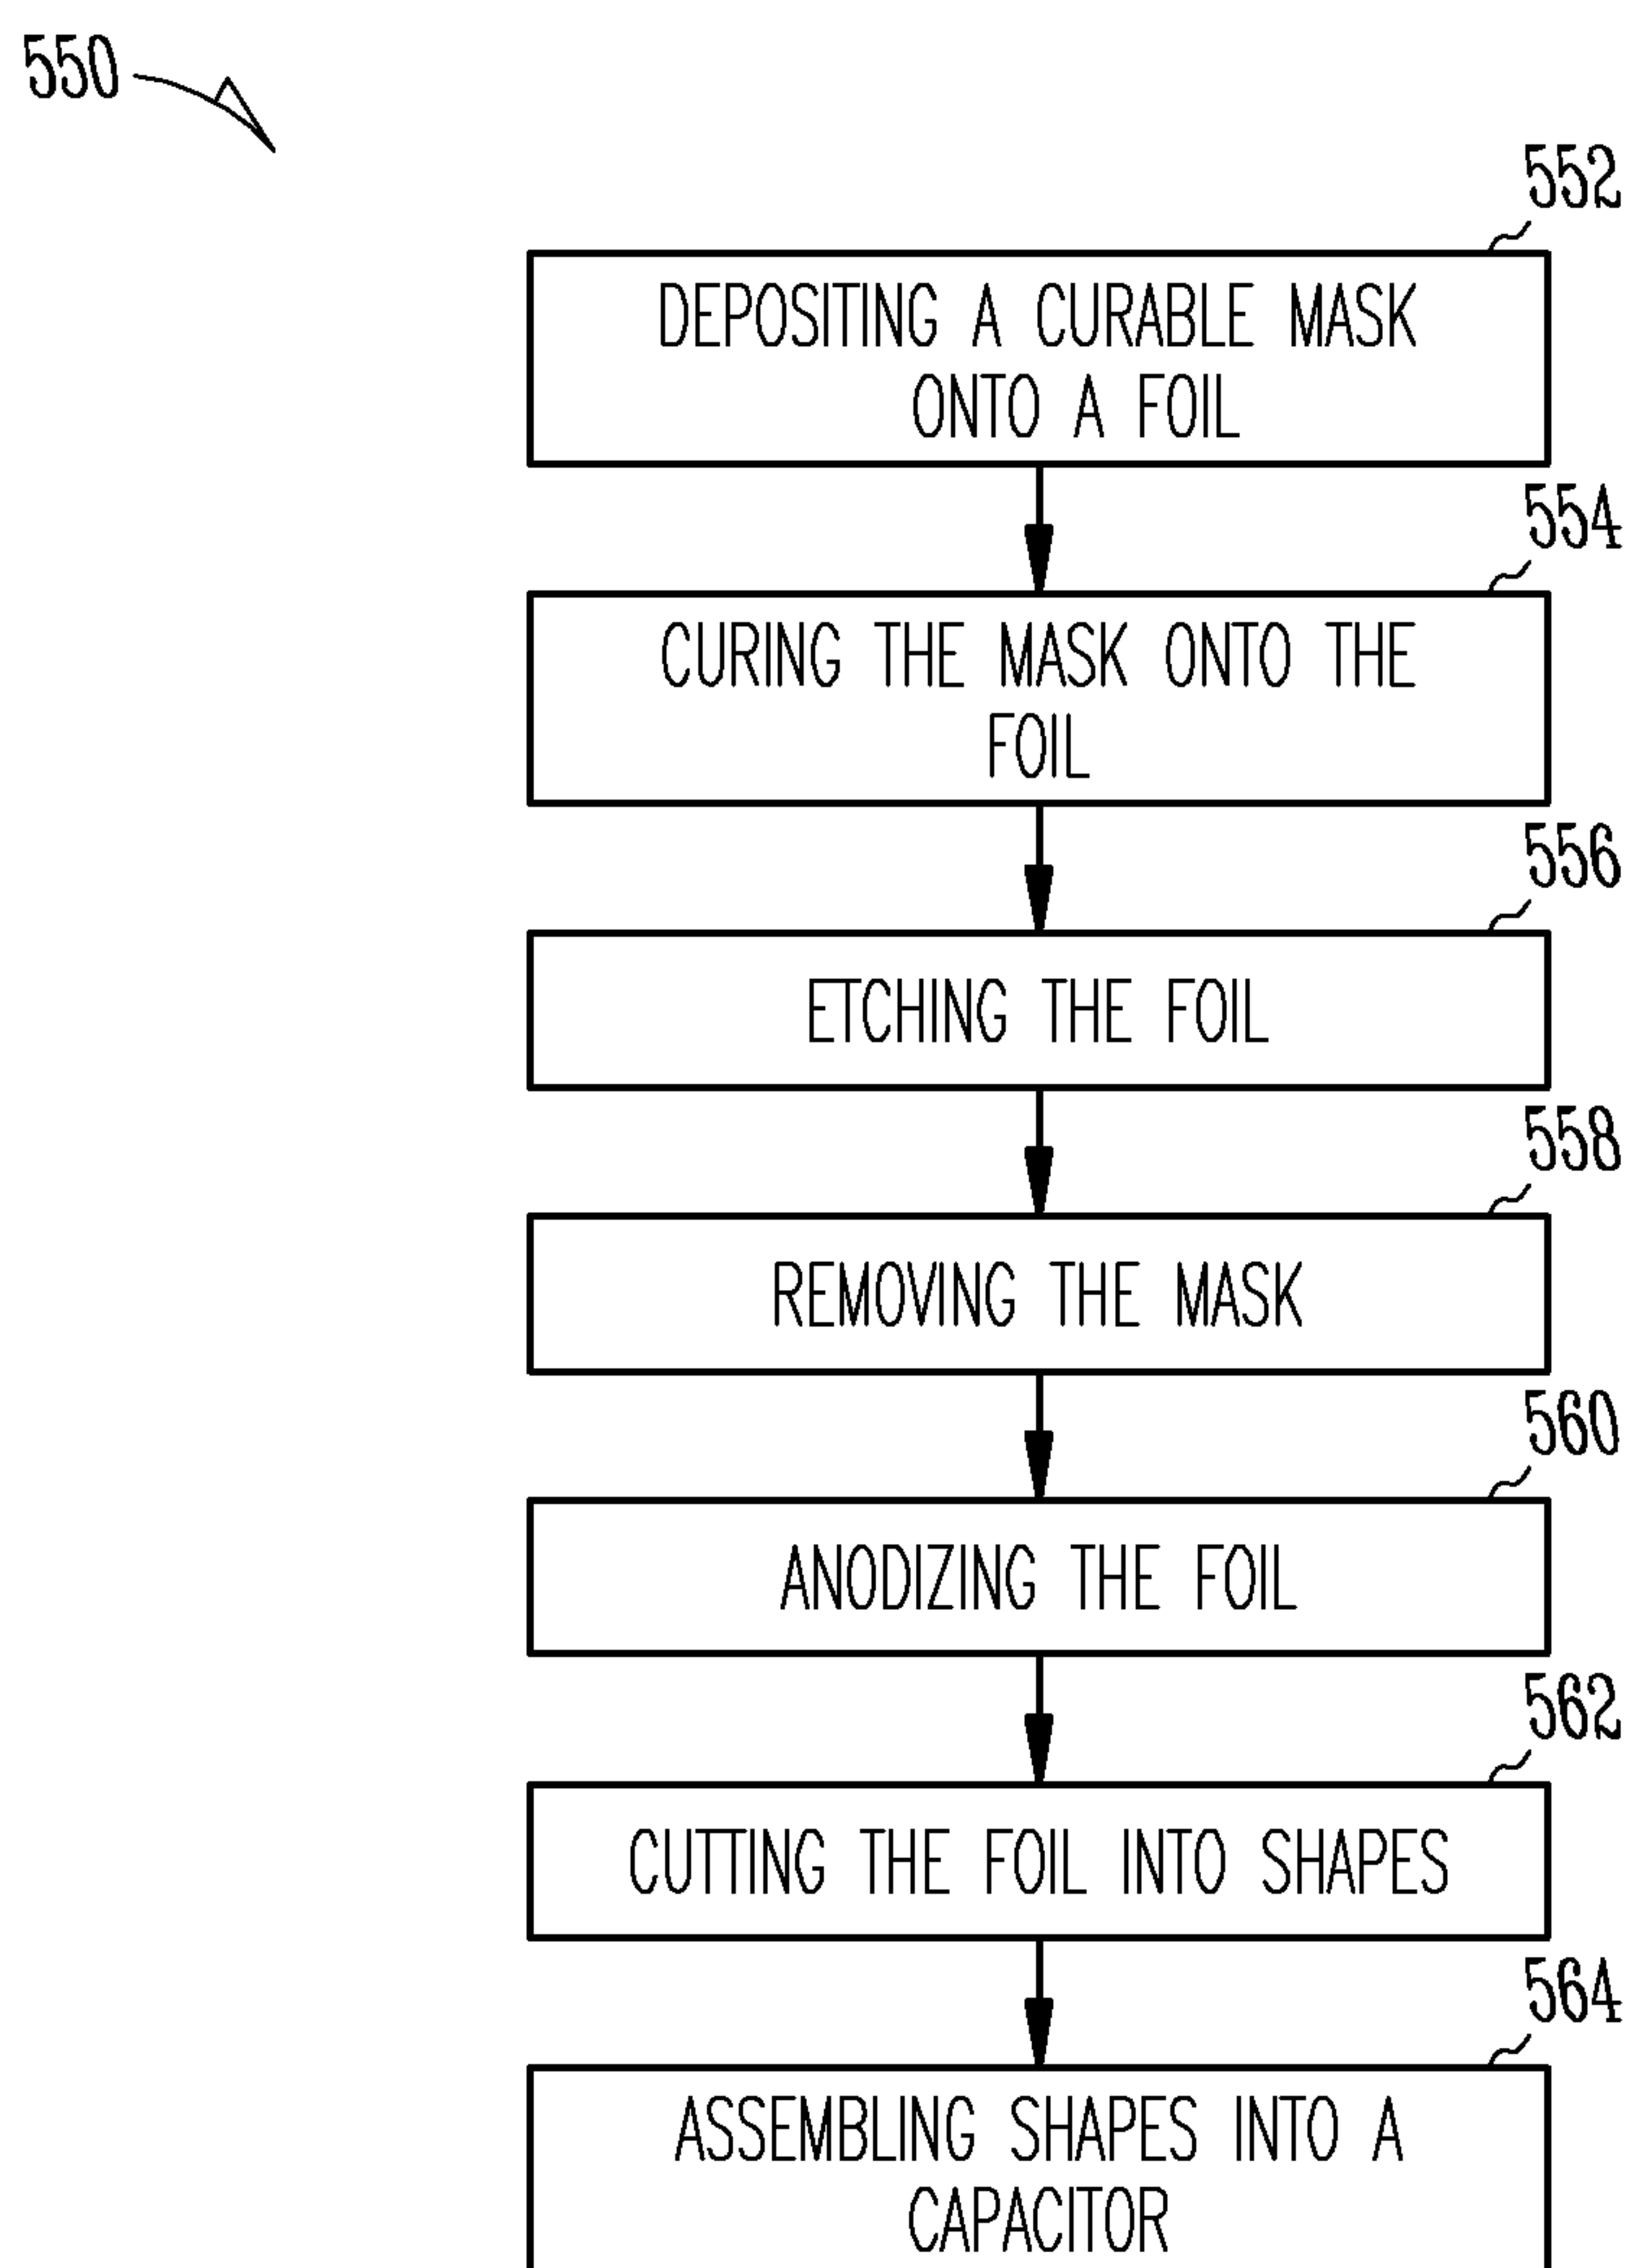 550
552
DEPOSITING A CURABLE MASK
ONTO A FOIL
554
CURING THE MASK ONTO THE
FOIL
556
ETCHING THE FOIL
558
REMOVING THE MASK
560
ANODIZING THE FOIL
562
CUTTING THE FOIL INTO SHAPES
564
ASSEMBLING SHAPES INTO A
CAPACITOR